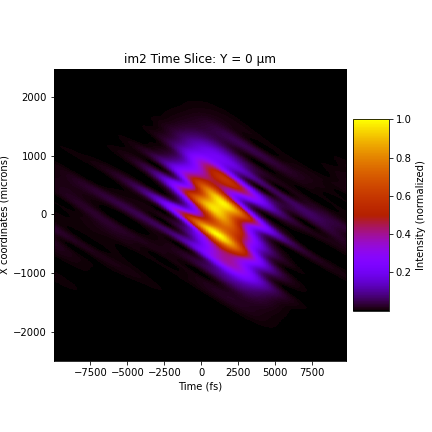 im2 Time Slice: Y = 0 μm
X coordinates (microns)
2000
1000
0
−1000
−2000
−7500 −5000 −2500 0 2500 5000 7500
Time (fs)
1.0
0.8
0.6
0.4
0.2
Intensity (normalized)